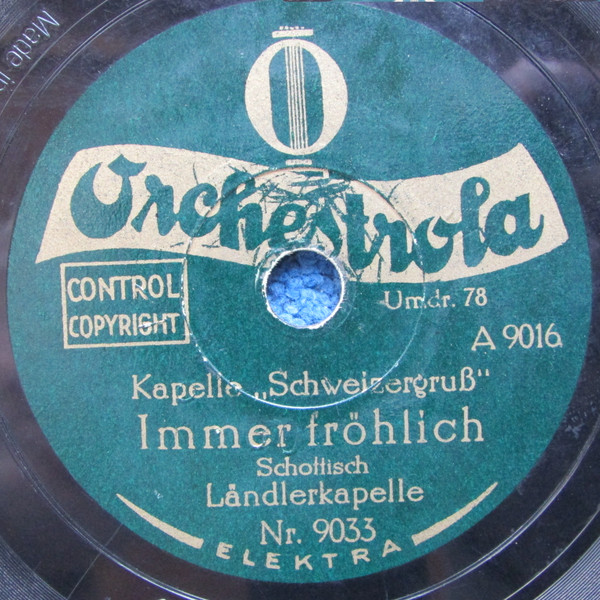 Made in
Orchestrola
CONTROL
COPYRIGHT
Umdr. 78
A 9016
Kapelle „Schweizergruß“
Immer fröhlich
Schottisch
Ländlerkapelle
Nr. 9033
ELEKTRA